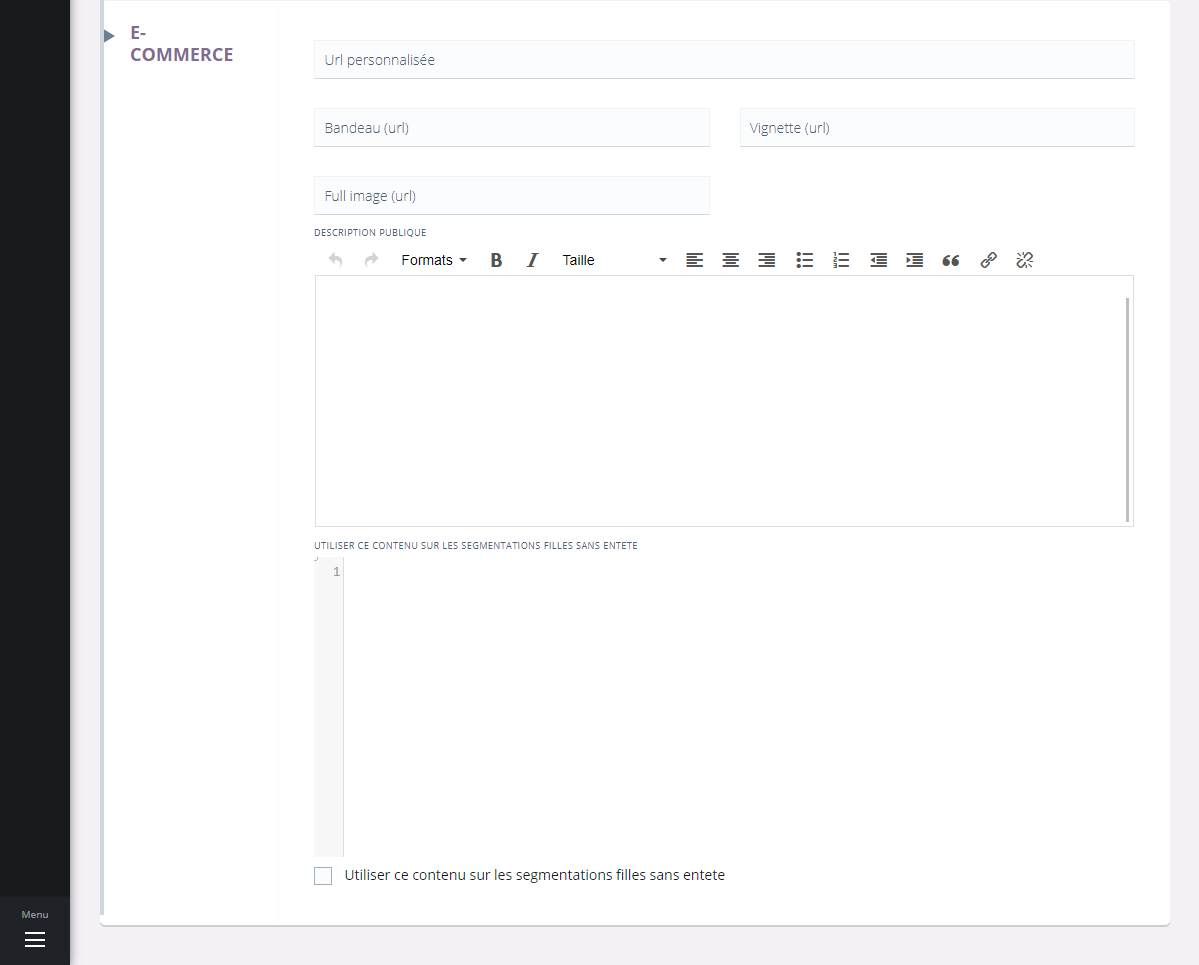 E-
COMMERCE
Url personnalisée
Bandeau (url)
Vignette (url)
Full image (url)
DESCRIPTION PUBLIQUE
Formats B I Taille
UTILISER CE CONTENU SUR LES SEGMENTATIONS FILLES SANS ENTETE
1
Utiliser ce contenu sur les segmentations filles sans entete
Menu